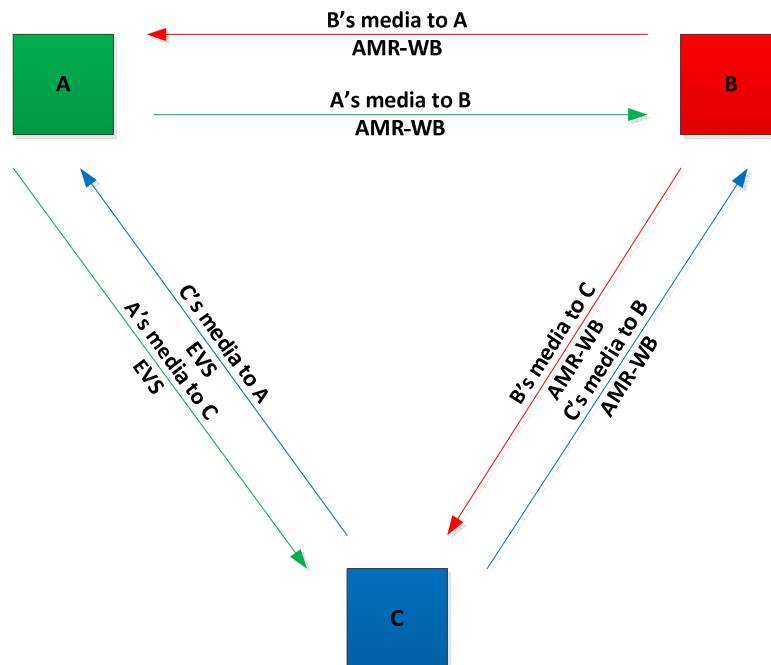 B's media to A
AMR-WB
A
B
A's media to B
AMR-WB
C's media to A
EVS
A's media to C
EVS
B's media to C
AMR-WB
C's media to B
AMR-WB
C